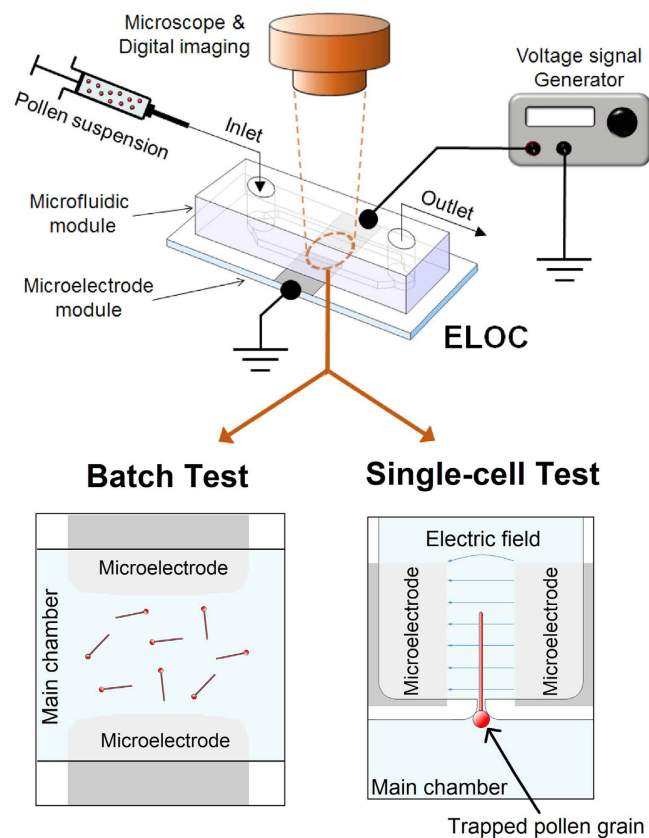 Microscope &
Digital imaging
Voltage signal
Generator
Pollen suspension
Inlet
Outlet
Microfluidic
module
Microelectrode
module
ELOC
Batch Test
Single-cell Test
Microelectrode
Main chamber
Microelectrode
Electric field
Microelectrode
Microelectrode
Main chamber
Trapped pollen grain